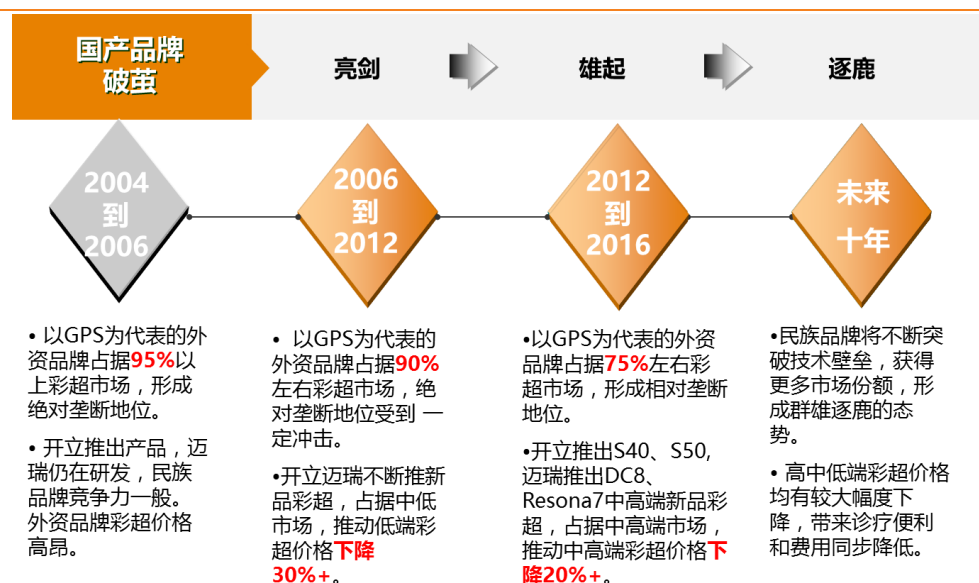 国产品牌
破茧
亮剑
雄起
逐鹿
2004
到
2006
2006
到
2012
2012
到
2016
未来
十年
• 以GPS为代表的外
资品牌占据95%以
上彩超市场，形成
绝对垄断地位。
• 开立推出产品，迈
瑞仍在研发，民族
品牌竞争力一般。
外资品牌彩超价格
高昂。
• 以GPS为代表的
外资品牌占据90%
左右彩超市场，绝
对垄断地位受到 一
定冲击。
•开立迈瑞不断推新
品彩超，占据中低
市场，推动低端彩
超价格下降
30%+。
•以GPS为代表的外资
品牌占据75%左右彩
超市场，形成相对垄断
地位。
•开立推出S40、S50,
迈瑞推出DC8、
Resona7中高端新品彩
超，占据中高端市场，
推动中高端彩超价格下
降20%+。
•民族品牌将不断突
破技术壁垒，获得
更多市场份额，形
成群雄逐鹿的态
势。
• 高中低端彩超价格
均有较大幅度下
降，带来诊疗便利
和费用同步降低。